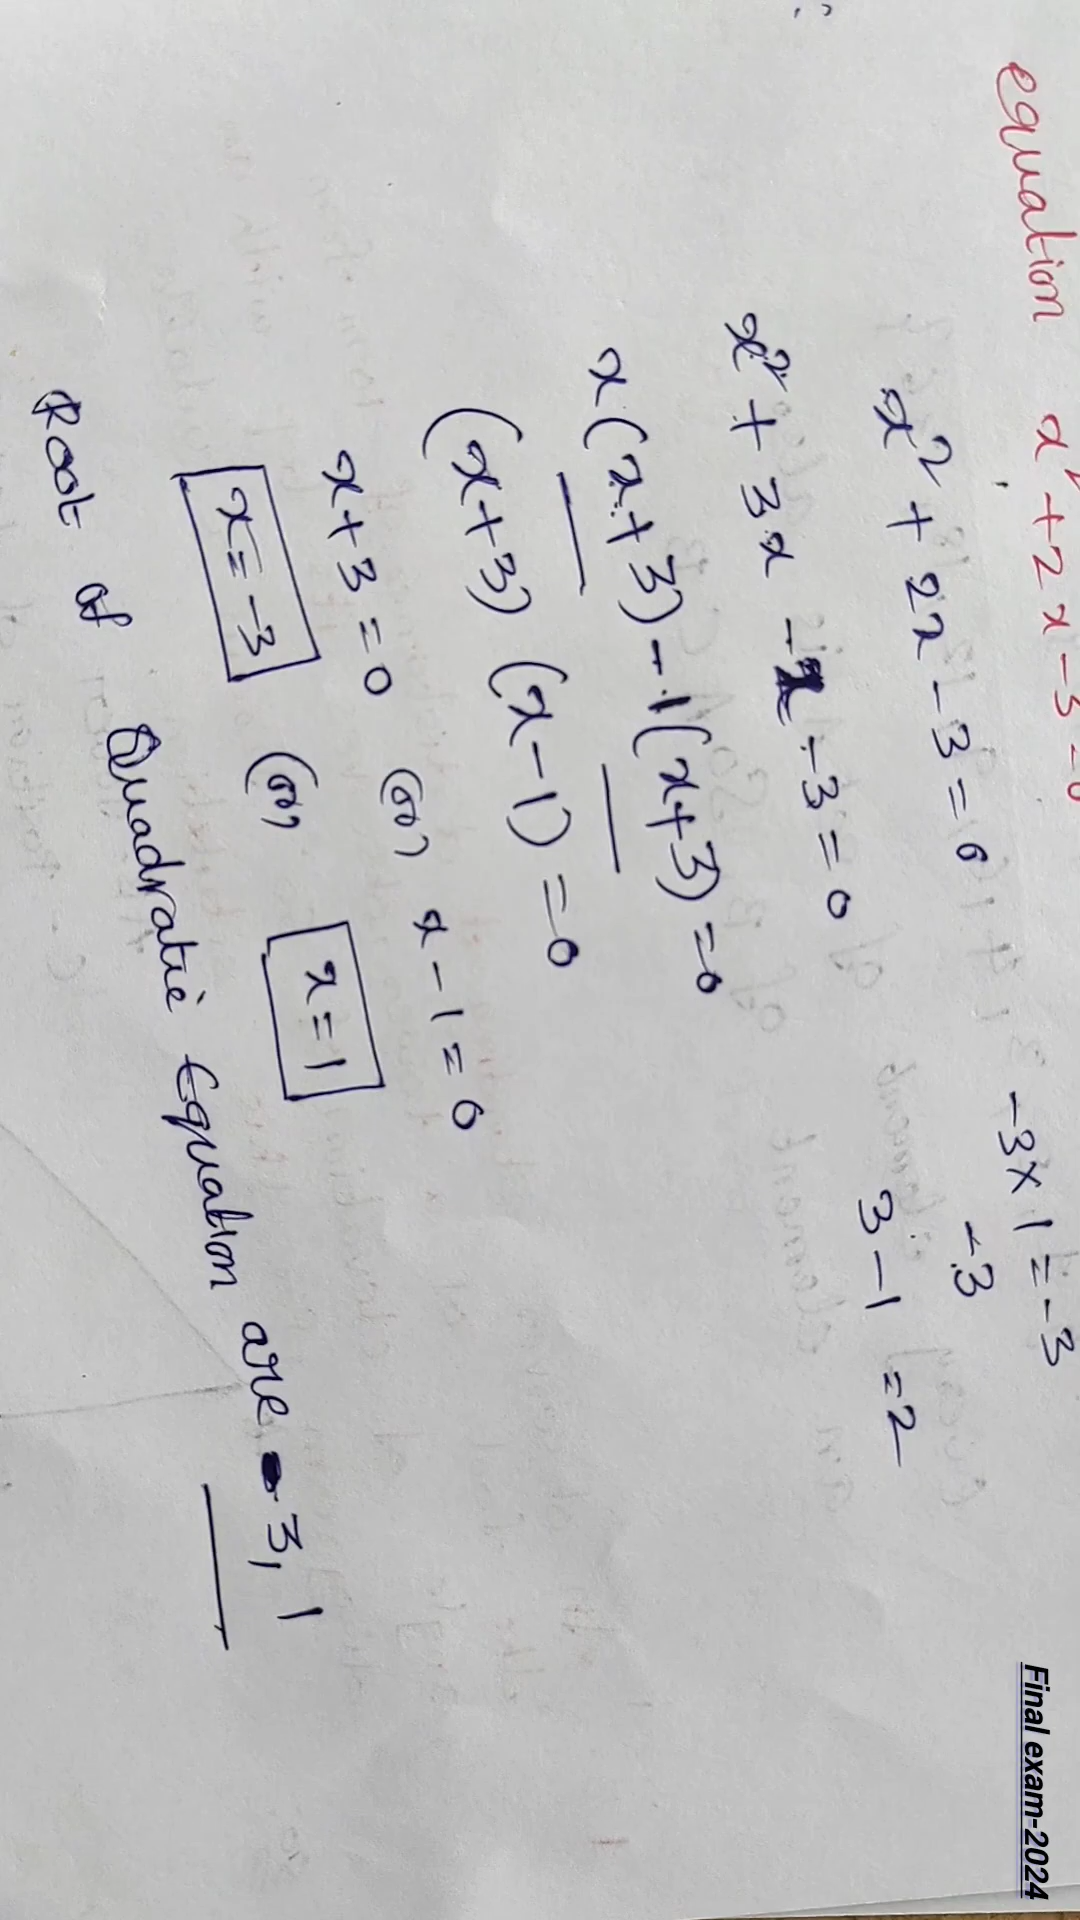 Final exam-2024
equation x² + 2x - 3 = 0
-3 x 1 = -3
-3
x² + 2x - 3 = 0
3 - 1 = 2
x² + 3x - x - 3 = 0
x(x+3) - 1(x+3) = 0
(x+3) (x-1) = 0
x+3 = 0 (or) x - 1 = 0
x = -3 (or) x = 1
Root of Quadratic Equation are -3, 1